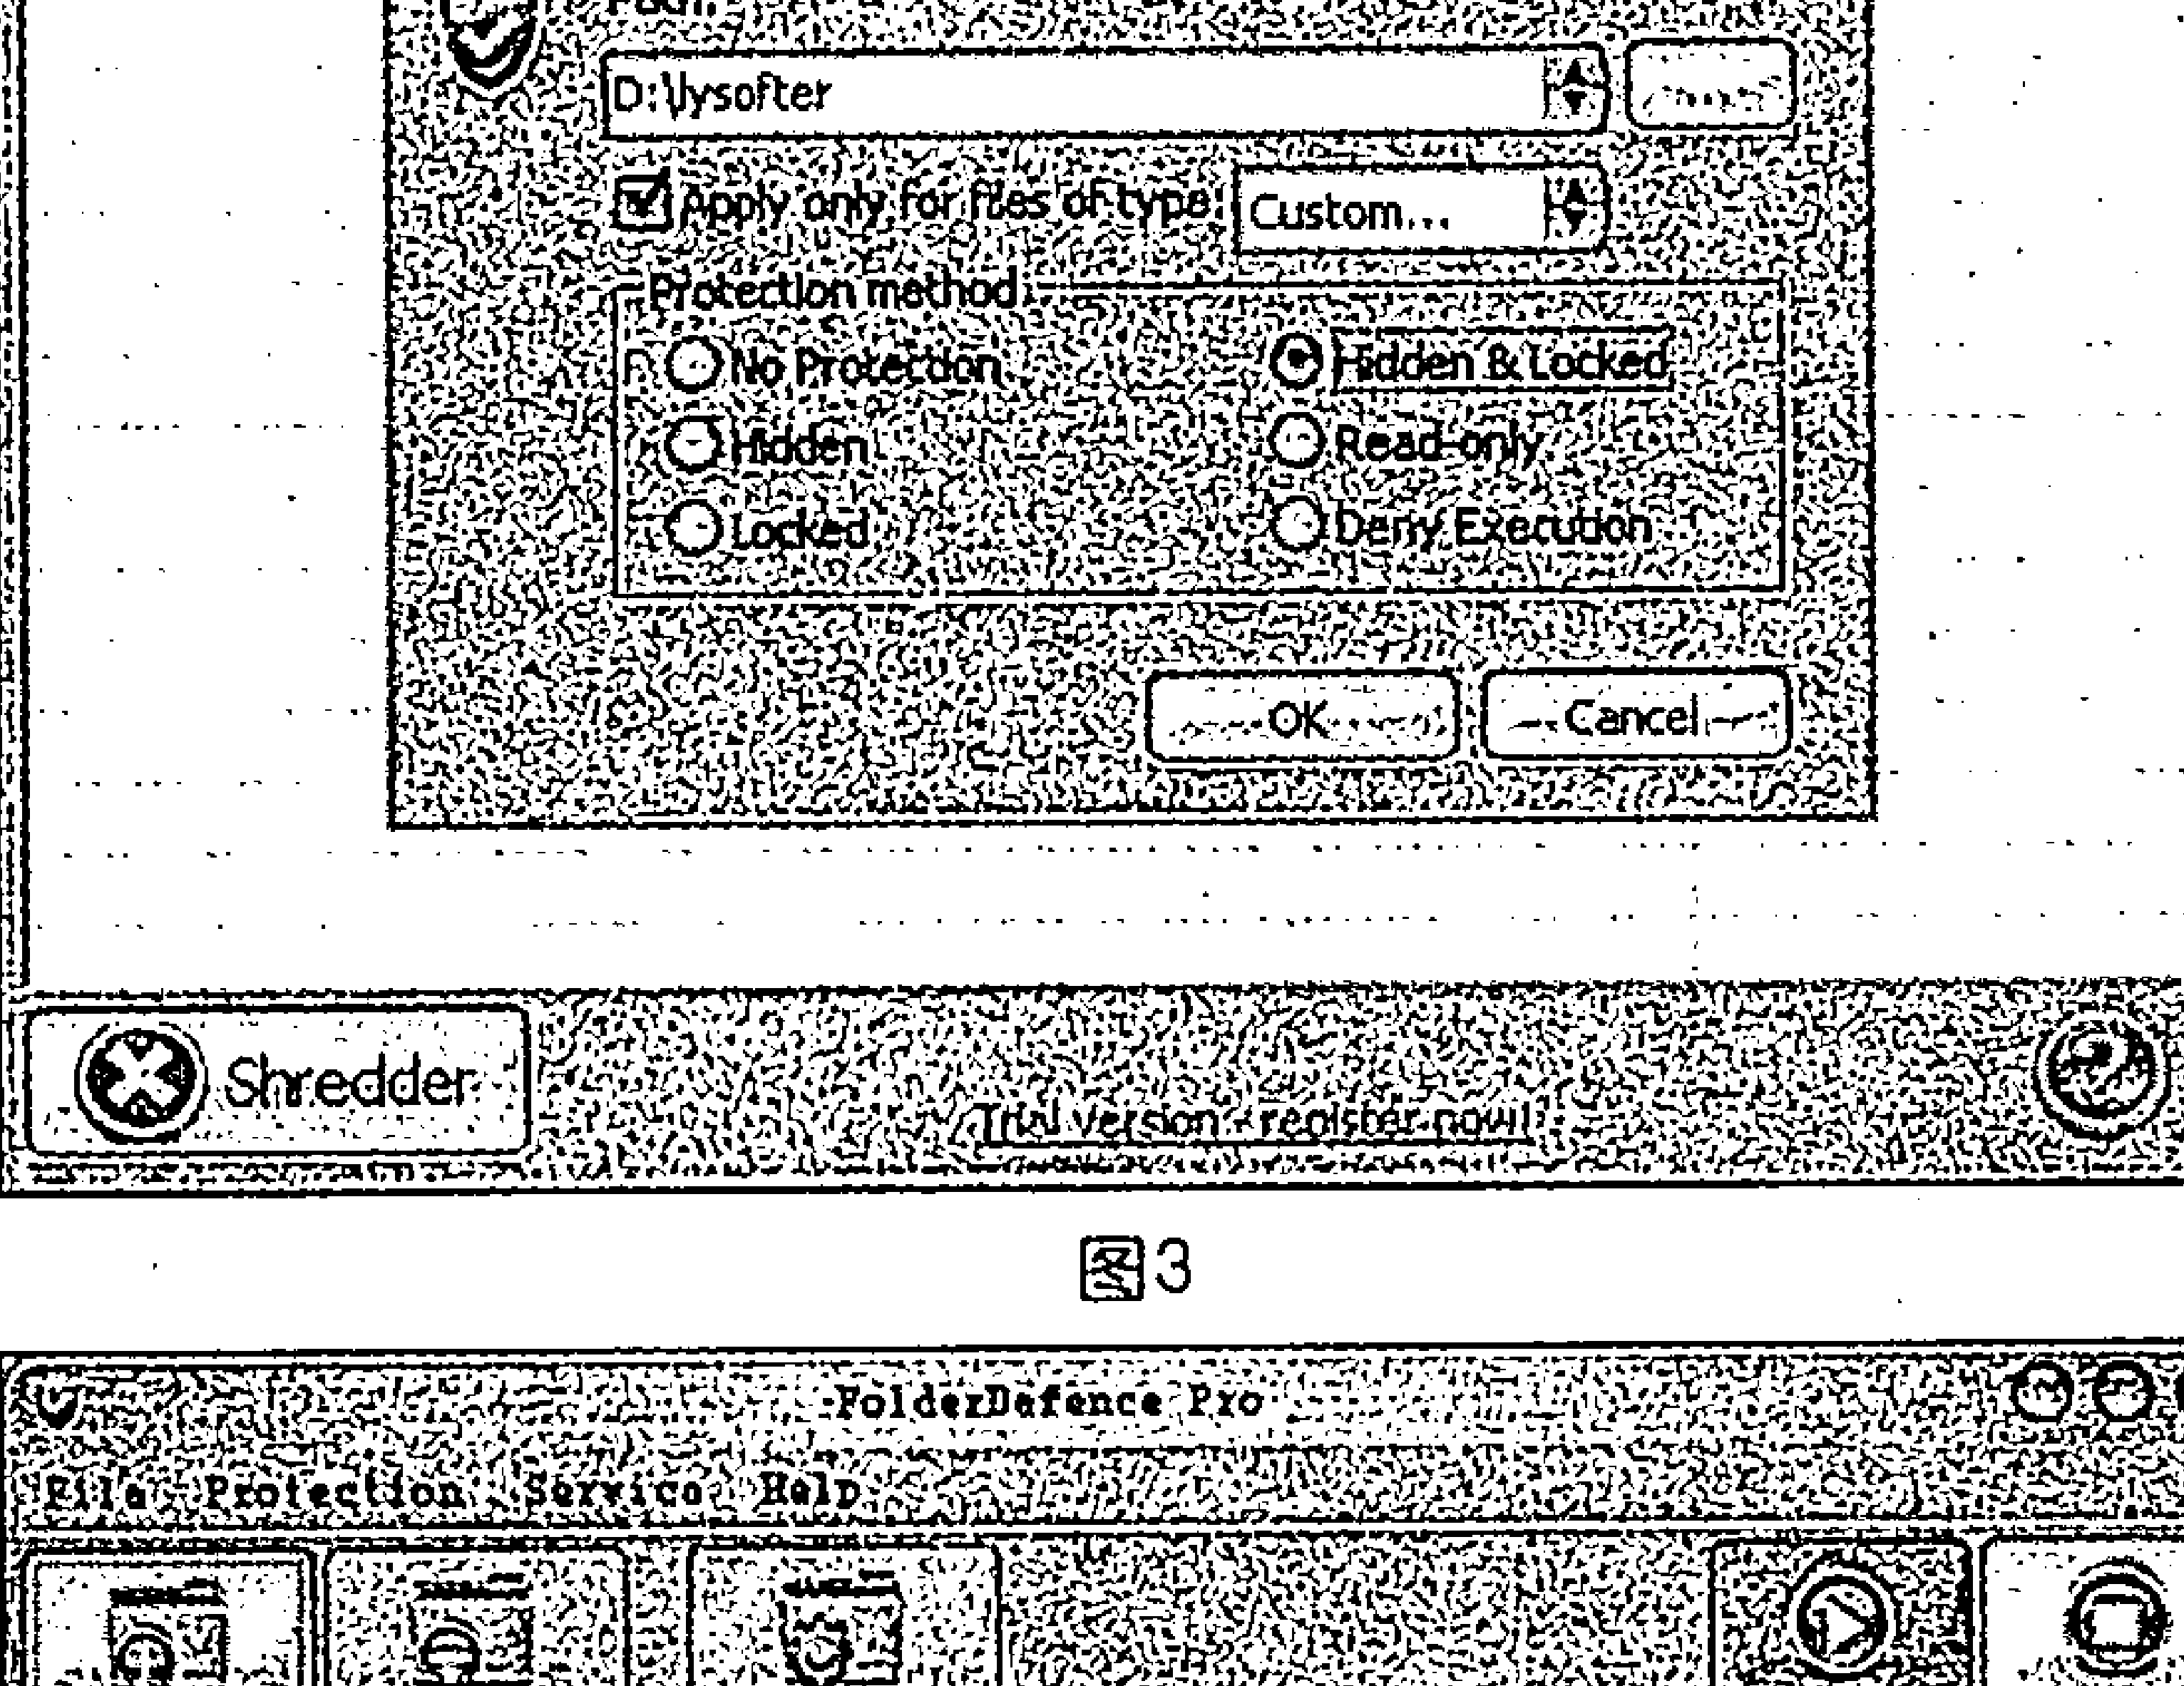 Path:
D:\lysofter
Apply only for files of type: Custom...
Protection method
No Protection Hidden & Locked
Hidden Read-only
Locked Deny Execution
OK Cancel
Shredder
Trial version - register now!
图3
FolderDefence Pro
File Protection Service Help